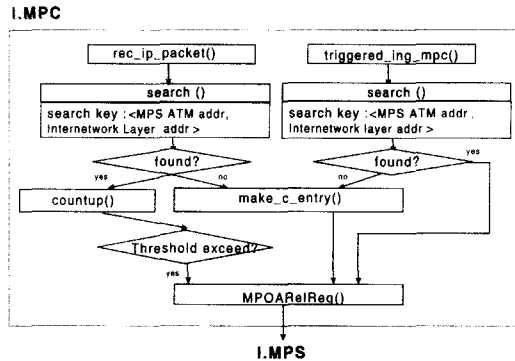 I.MPC
rec_ip_packet()
triggered_ing_mpc()
search ()
search ()
search key :<MPS ATM addr,
Internetwork Layer addr >
search key :<MPS ATM addr ,
Internetwork layer addr >
found?
found?
yes
yes
no
no
countup()
make_c_entry()
Threshold exceed?
yes
MPOARelReq()
I.MPS